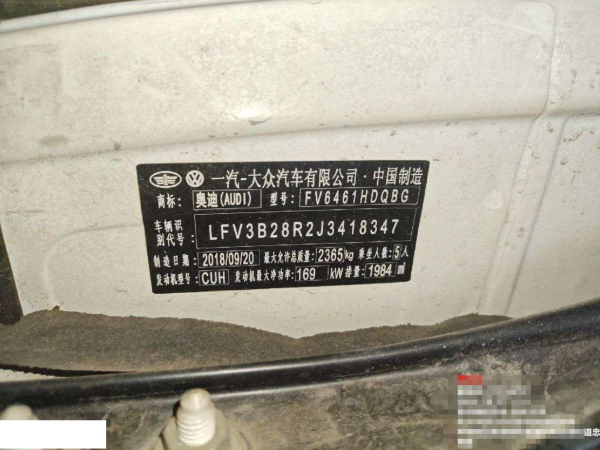 一汽-大众汽车有限公司·中国制造
商标: 奥迪(AUDI) 型号: FV6461HDQBG
车辆识
别代号: LFV3B28R2J3418347
制造日期 2018/09/20 最大允许总质量: 2365kg 乘坐人数: 5人
发动机型号: CUH 发动机最大净功率: 169 kW 排量: 1984 ml
道忠